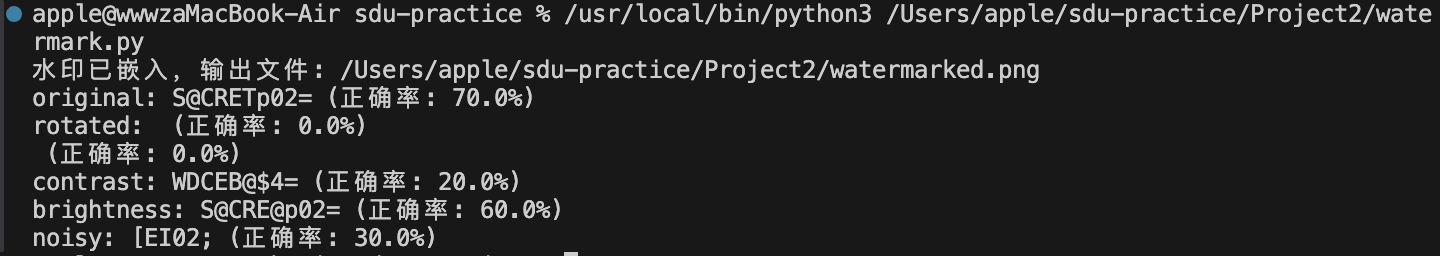 apple@wwwzaMacBook-Air sdu-practice % /usr/local/bin/python3 /Users/apple/sdu-practice/Project2/wate
rmark.py
水印已嵌入, 输出文件: /Users/apple/sdu-practice/Project2/watermarked.png
original: S@CRETp02= (正确率: 70.0%)
rotated:  (正确率: 0.0%)
 (正确率: 0.0%)
contrast: WDCEB@$4= (正确率: 20.0%)
brightness: S@CRE@p02= (正确率: 60.0%)
noisy: [EI02; (正确率: 30.0%)